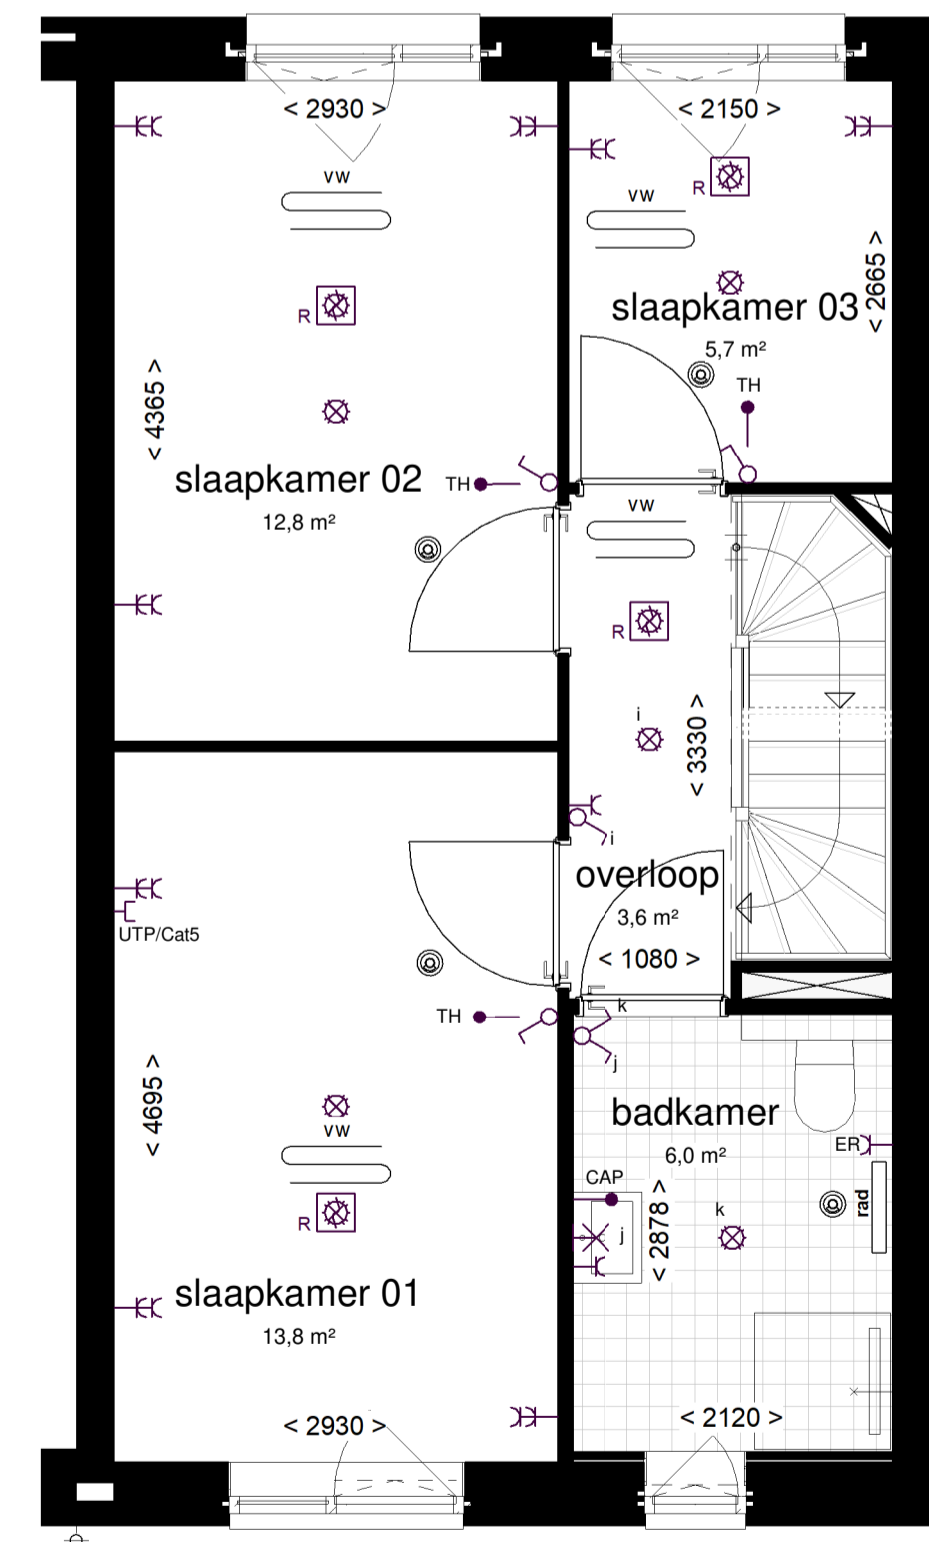 < 2930 >
< 2150 >
vw
R
vw
R
< 2665 >
slaapkamer 03
5,7 m²
TH
< 4365 >
slaapkamer 02
12,8 m²
TH
vw
R
i
< 3330 >
i
overloop
3,6 m²
< 1080 >
UTP/Cat5
TH
k
j
< 4695 >
vw
R
slaapkamer 01
13,8 m²
< 2930 >
badkamer
6,0 m²
ER
CAP
rad
k
j
< 2878 >
< 2120 >